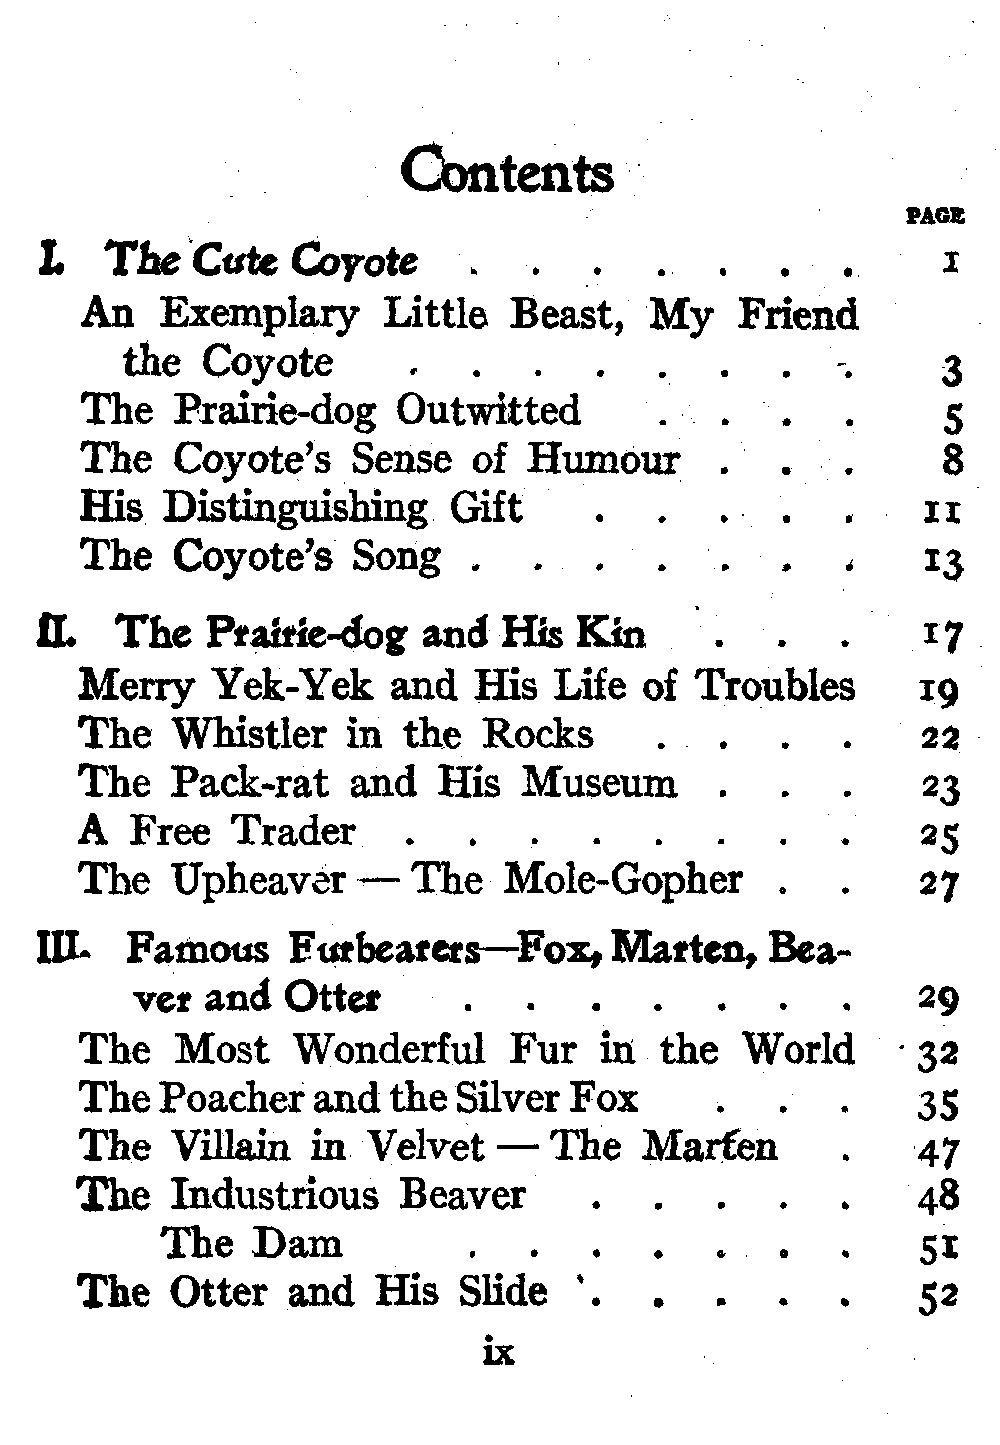 Contents
PAGE
I. The Cute Coyote . . . . . . . 1
An Exemplary Little Beast, My Friend
the Coyote . . . . . . . . 3
The Prairie-dog Outwitted . . . . 5
The Coyote's Sense of Humour . . . 8
His Distinguishing Gift . . . . . 11
The Coyote's Song . . . . . . . 13
II. The Prairie-dog and His Kin . . . 17
Merry Yek-Yek and His Life of Troubles 19
The Whistler in the Rocks . . . . 22
The Pack-rat and His Museum . . . 23
A Free Trader . . . . . . . . 25
The Upheaver — The Mole-Gopher . . 27
III. Famous Furbearers—Fox, Marten, Bea-
ver and Otter . . . . . . . 29
The Most Wonderful Fur in the World 32
The Poacher and the Silver Fox . . . 35
The Villain in Velvet — The Marten . 47
The Industrious Beaver . . . . . 48
The Dam . . . . . . . 51
The Otter and His Slide . . . . . 52
ix